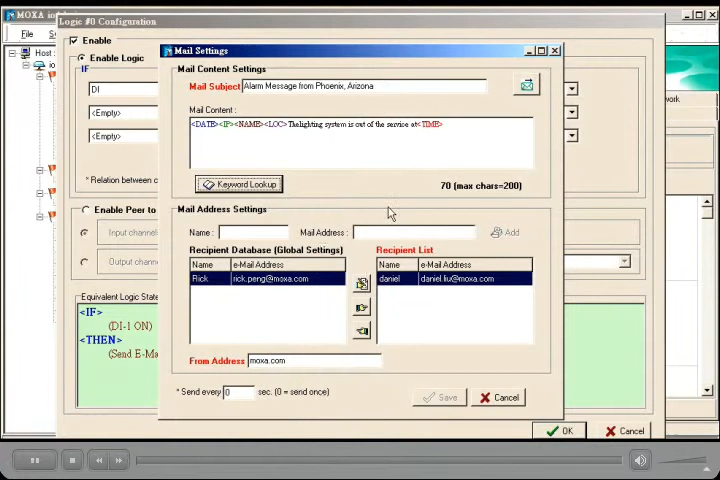 MOXA
Logic #0 Configuration
File
Enable
Host :
Enable Logic
IF
DI
<Empty>
<Empty>
* Relation between c
Enable Peer to
Input channe
Output channe
Equivalent Logic State
<IF>
(DI-1 ON)
<THEN>
(Send E-Ma
Mail Settings
Mail Content Settings
Mail Subject Alarm Message from Phoenix, Arizona
Mail Content :
<DATE><IP><NAME><LOC>The lighting system is out of the service at<TIME>
Keyword Lookup 70 (max chars=200)
Mail Address Settings
Name : Mail Address : Add
Recipient Database (Global Settings) Recipient List
Name e-Mail Address Name e-Mail Address
Rick rick.peng@moxa.com daniel daniel.liu@moxa.com
From Address moxa.com
* Send every 0 sec. (0 = send once) Save Cancel
OK Cancel
work